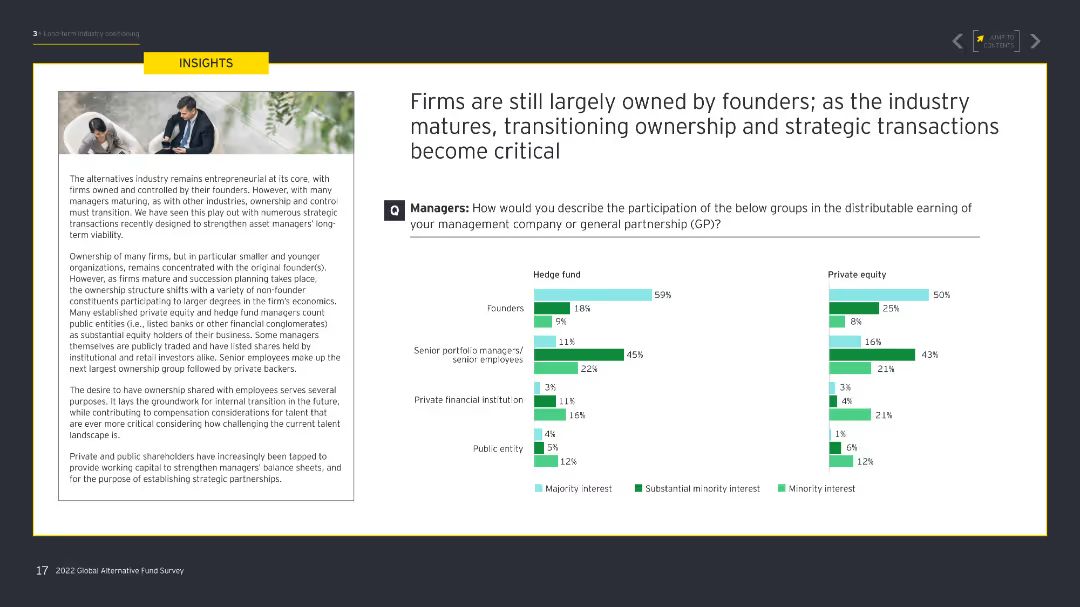 3 | Long-term industry positioning
JUMP TO
CONTENTS
INSIGHTS
The alternatives industry remains entrepreneurial at its core, with
firms owned and controlled by their founders. However, with many
managers maturing, as with other industries, ownership and control
must transition. We have seen this play out with numerous strategic
transactions recently designed to strengthen asset managers' long-
term viability.
Ownership of many firms, but in particular smaller and younger
organizations, remains concentrated with the original founder(s).
However, as firms mature and succession planning takes place,
the ownership structure shifts with a variety of non-founder
constituents participating to larger degrees in the firm's economics.
Many established private equity and hedge fund managers count
public entities (i.e., listed banks or other financial conglomerates)
as substantial equity holders of their business. Some managers
themselves are publicly traded and have listed shares held by
institutional and retail investors alike. Senior employees make up the
next largest ownership group followed by private backers.
The desire to have ownership shared with employees serves several
purposes. It lays the groundwork for internal transition in the future,
while contributing to compensation considerations for talent that
are ever more critical considering how challenging the current talent
landscape is.
Private and public shareholders have increasingly been tapped to
provide working capital to strengthen managers' balance sheets, and
for the purpose of establishing strategic partnerships.
Firms are still largely owned by founders; as the industry
matures, transitioning ownership and strategic transactions
become critical
Q Managers: How would you describe the participation of the below groups in the distributable earning of
your management company or general partnership (GP)?
Hedge fund Private equity
59% 50%
Founders 18% 25%
9% 8%
11% 16%
Senior portfolio managers/
senior employees 45% 43%
22% 21%
3% 3%
Private financial institution 11% 4%
16% 21%
4% 1%
Public entity 5% 6%
12% 12%
Majority interest Substantial minority interest Minority interest
17 2022 Global Alternative Fund Survey